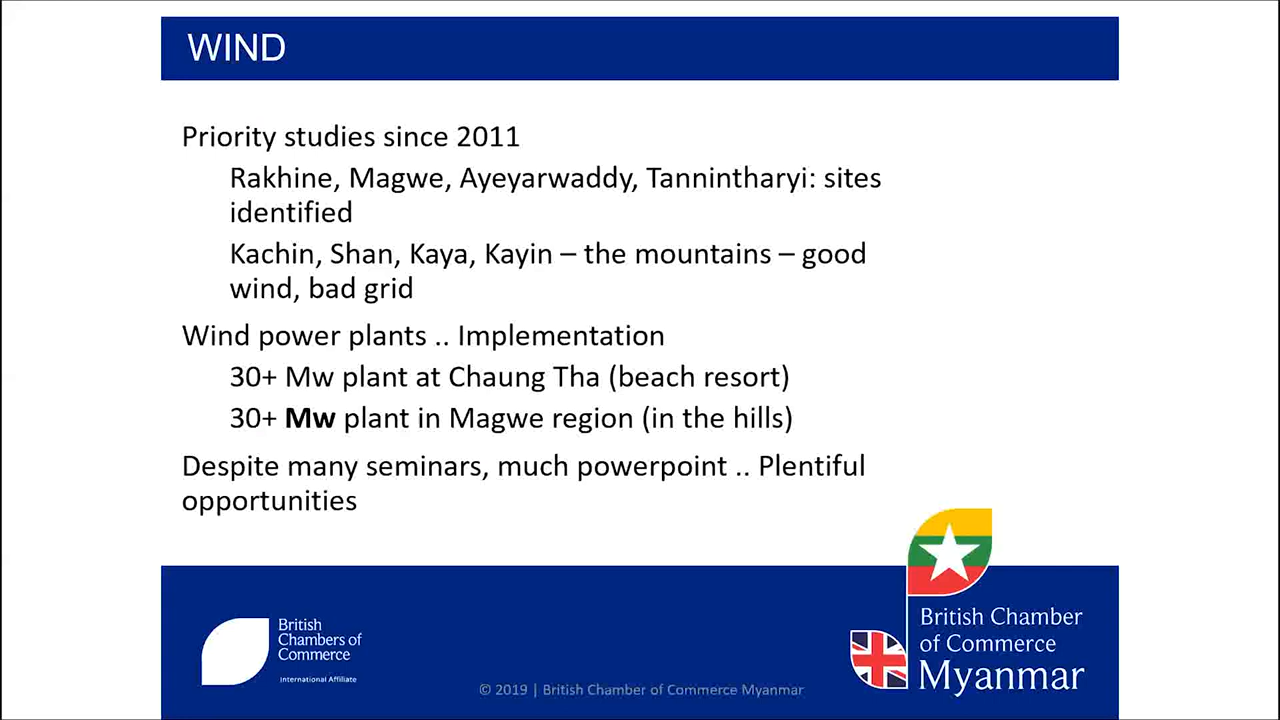 WIND
Priority studies since 2011
Rakhine, Magwe, Ayeyarwaddy, Tannintharyi: sites
identified
Kachin, Shan, Kaya, Kayin – the mountains – good
wind, bad grid
Wind power plants .. Implementation
30+ Mw plant at Chaung Tha (beach resort)
30+ Mw plant in Magwe region (in the hills)
Despite many seminars, much powerpoint .. Plentiful
opportunities
British
Chambers of
Commerce
International Affiliate
© 2019 | British Chamber of Commerce Myanmar
British Chamber
of Commerce
Myanmar